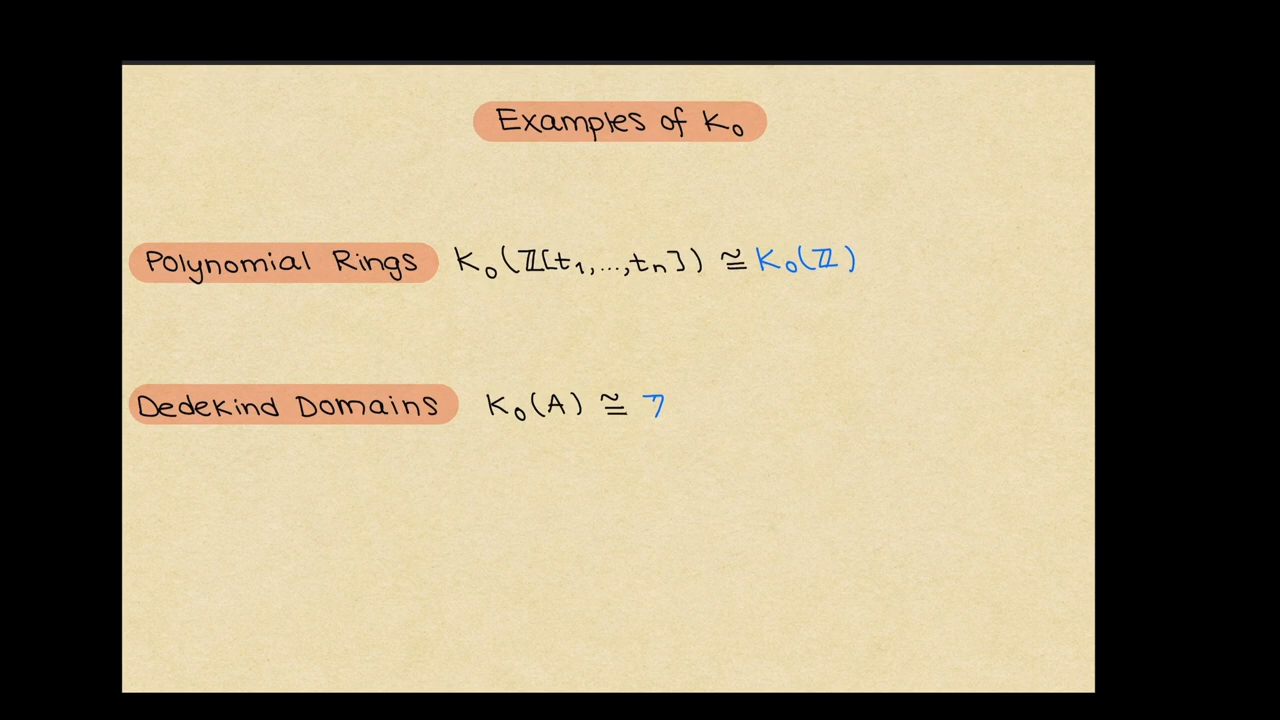 Examples of K₀
Polynomial Rings K₀(ℤ[t₁,...,tₙ]) ≅ K₀(ℤ)
Dedekind Domains K₀(A) ≅